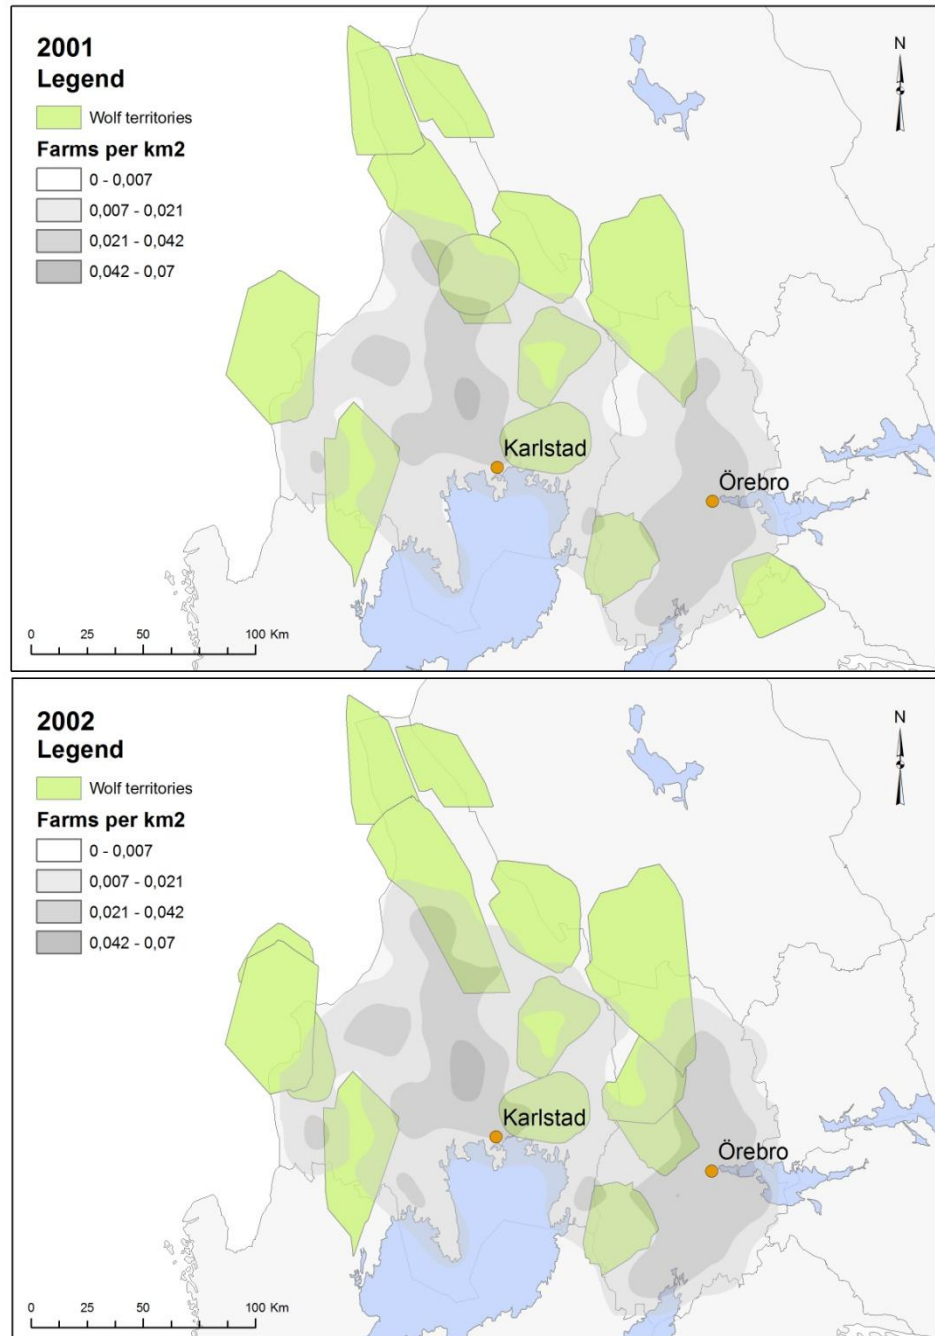 2001
Legend
Wolf territories
Farms per km2
0 - 0,007
0,007 - 0,021
0,021 - 0,042
0,042 - 0,07
N
Karlstad
Örebro
0 25 50 100 Km
2002
Legend
Wolf territories
Farms per km2
0 - 0,007
0,007 - 0,021
0,021 - 0,042
0,042 - 0,07
N
Karlstad
Örebro
0 25 50 100 Km